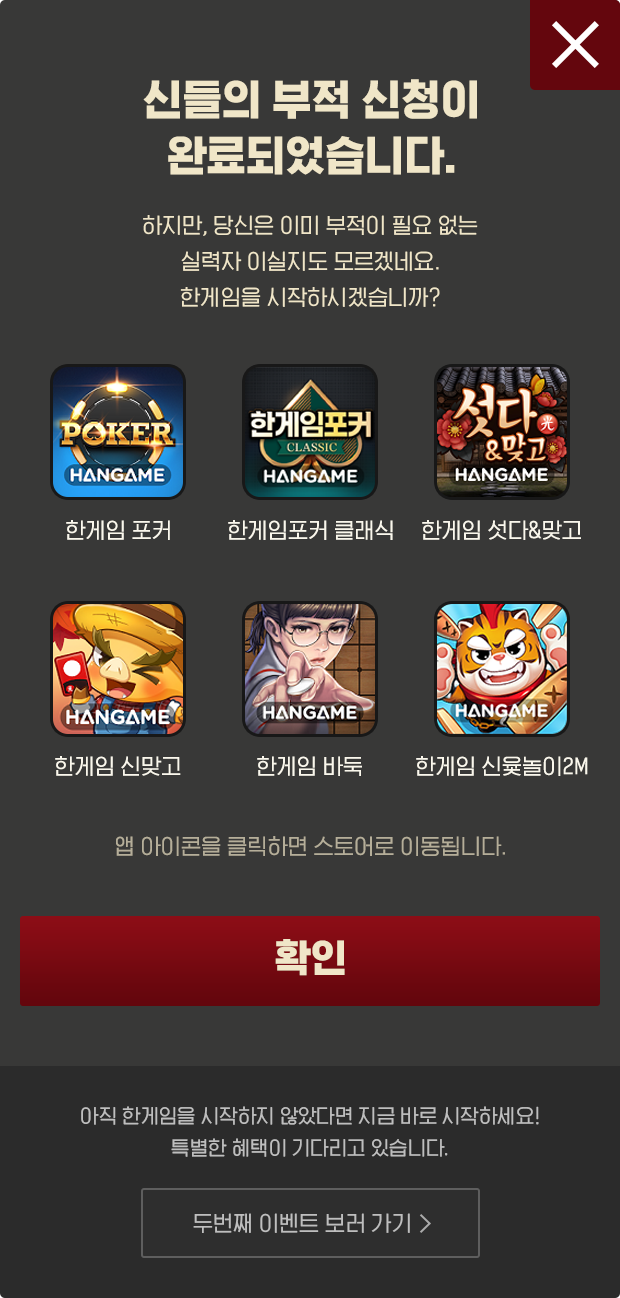 신들의 부적 신청이
완료되었습니다.
하지만, 당신은 이미 부적이 필요 없는
실력자 이실지도 모르겠네요.
한게임을 시작하시겠습니까?
POKER
HANGAME
한게임포커
CLASSIC
HANGAME
섯다
光
&맞고
HANGAME
한게임 포커
한게임포커 클래식
한게임 섯다&맞고
HANGAME
HANGAME
HANGAME
한게임 신맞고
한게임 바둑
한게임 신윷놀이2M
앱 아이콘을 클릭하면 스토어로 이동됩니다.
확인
아직 한게임을 시작하지 않았다면 지금 바로 시작하세요!
특별한 혜택이 기다리고 있습니다.
두번째 이벤트 보러 가기 >